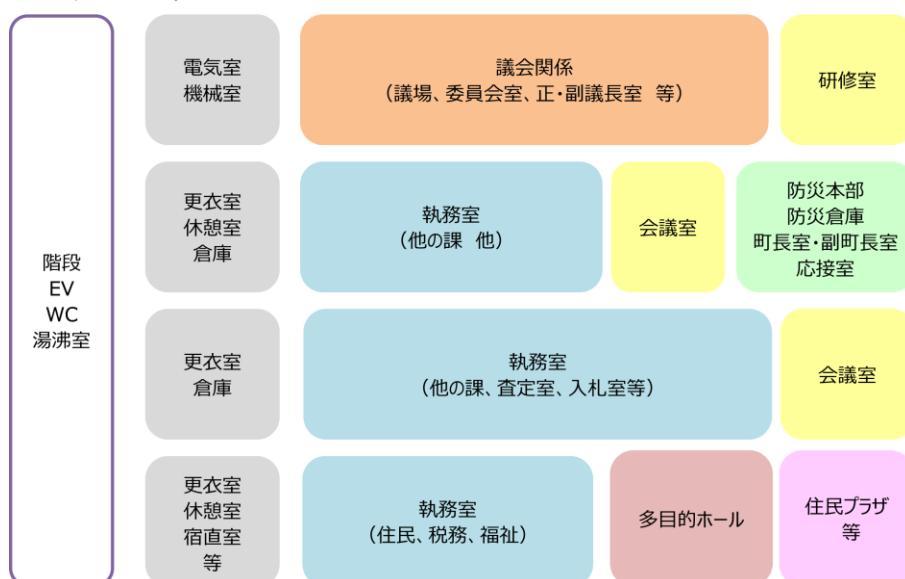 階段
EV
WC
湯沸室
電気室
機械室
議会関係
（議場、委員会室、正・副議長室　等）
研修室
更衣室
休憩室
倉庫
執務室
（他の課　他）
会議室
防災本部
防災倉庫
町長室・副町長室
応接室
更衣室
倉庫
執務室
（他の課、査定室、入札室等）
会議室
更衣室
休憩室
宿直室
等
執務室
（住民、税務、福祉）
多目的ホール
住民プラザ
等